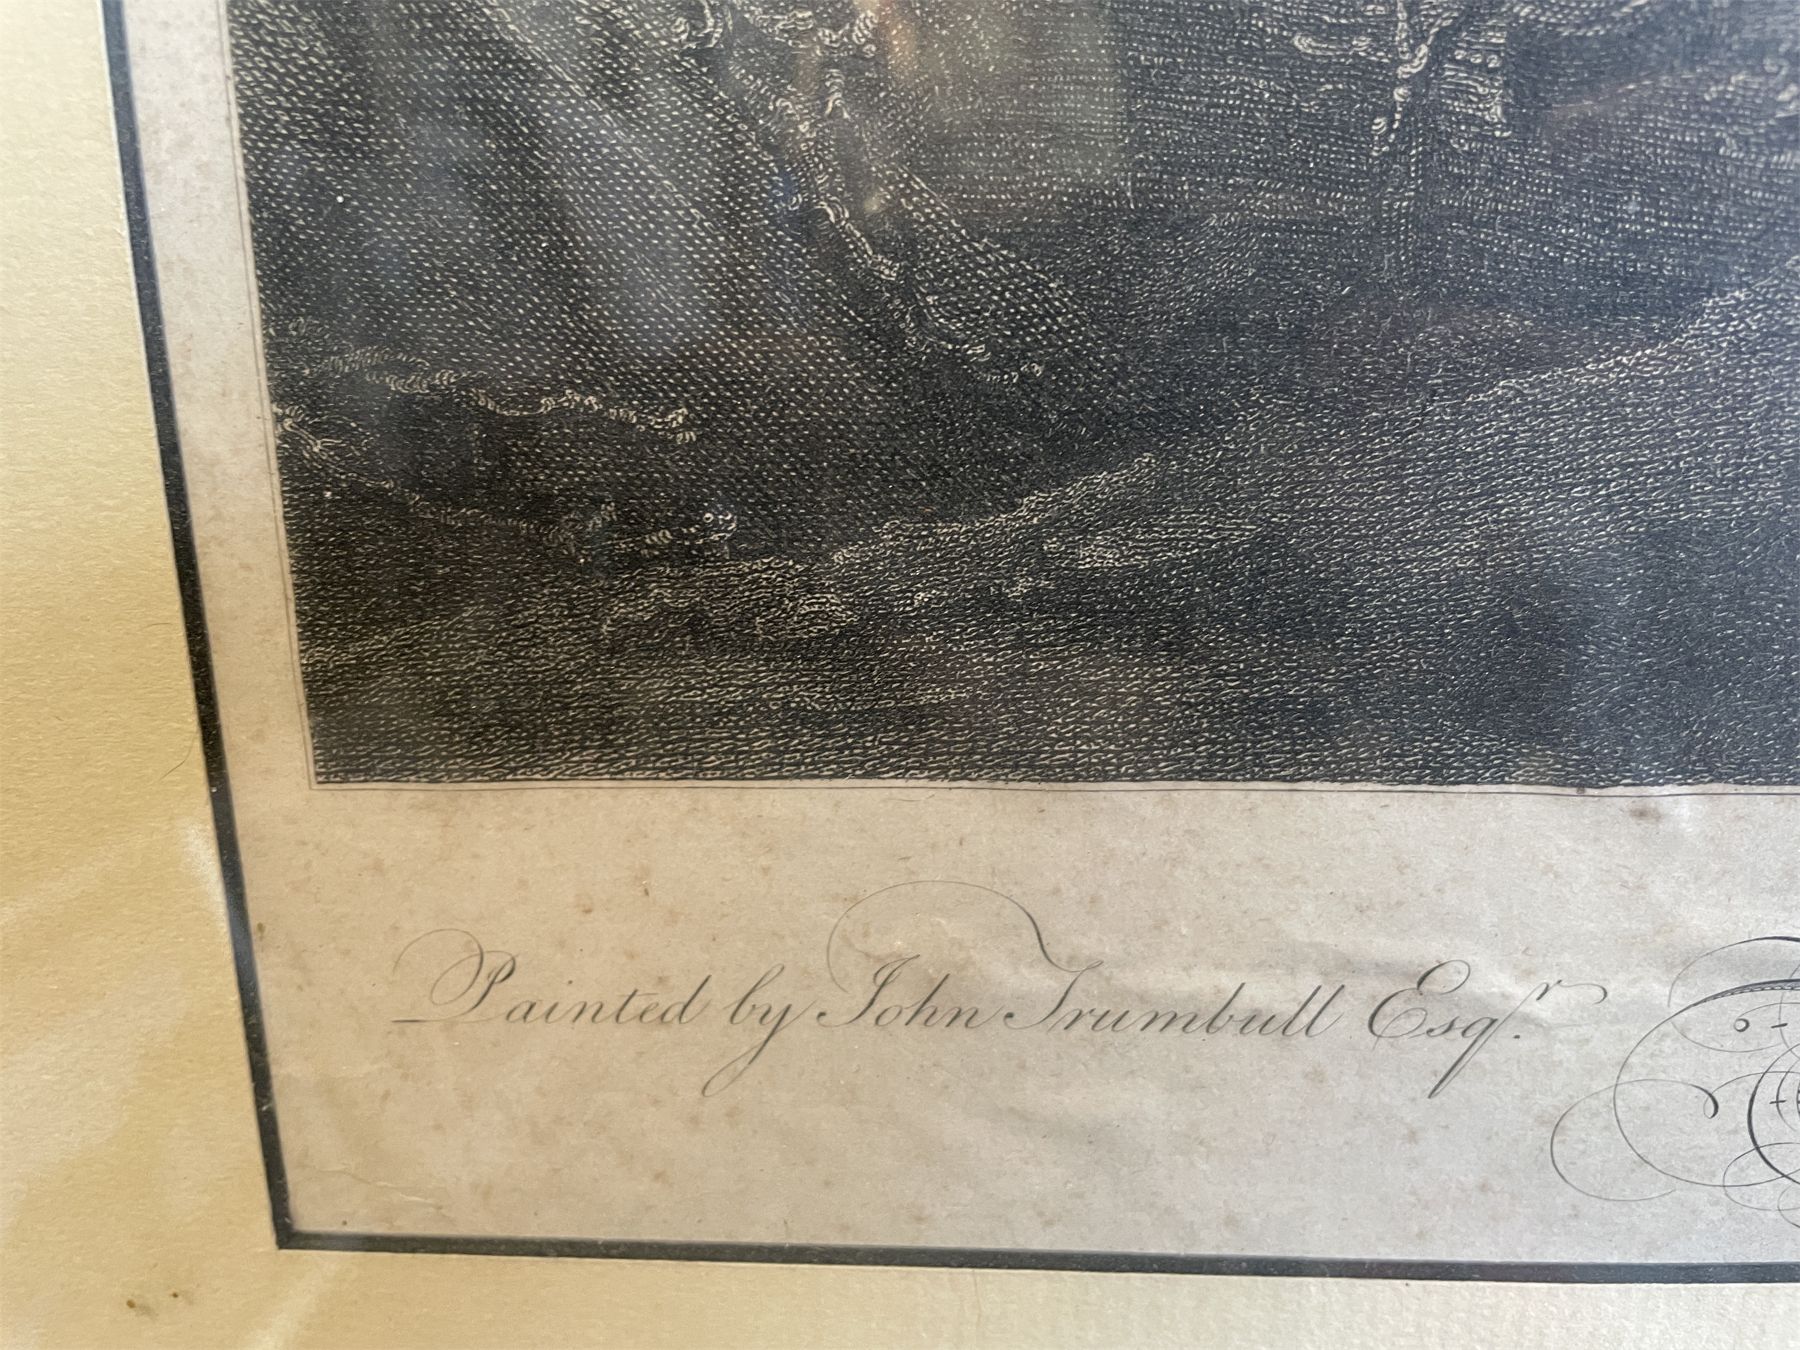 Painted by John Trumbull Esqr.